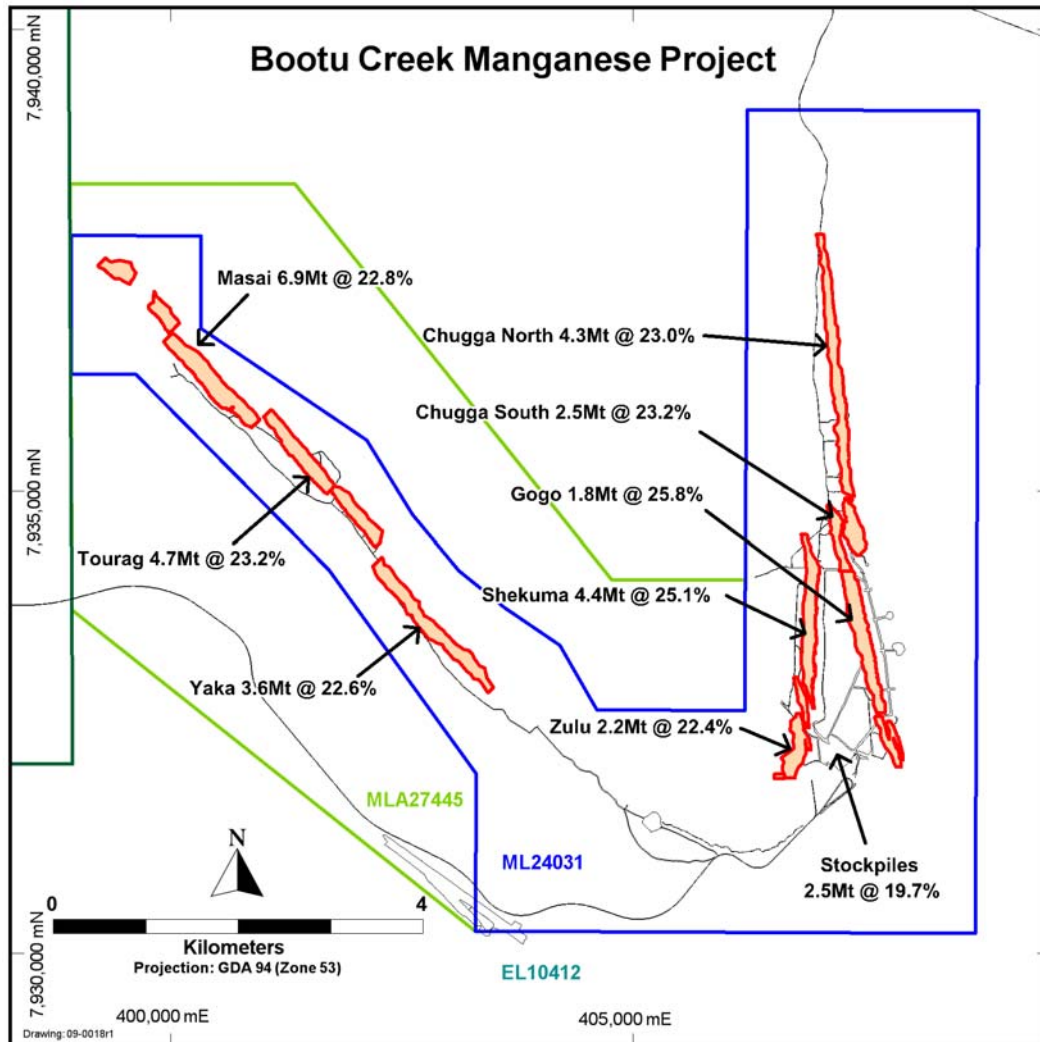 Bootu Creek Manganese Project
7,940,000 mN
Masai 6.9Mt @ 22.8%
Chugga North 4.3Mt @ 23.0%
Chugga South 2.5Mt @ 23.2%
Gogo 1.8Mt @ 25.8%
7,935,000 mN
Tourag 4.7Mt @ 23.2%
Shekuma 4.4Mt @ 25.1%
Yaka 3.6Mt @ 22.6%
Zulu 2.2Mt @ 22.4%
MLA27445
N
ML24031
Stockpiles
2.5Mt @ 19.7%
0 4
Kilometers
Projection: GDA 94 (Zone 53)
EL10412
7,930,000 mN
400,000 mE
405,000 mE
Drawing: 09-0018r1